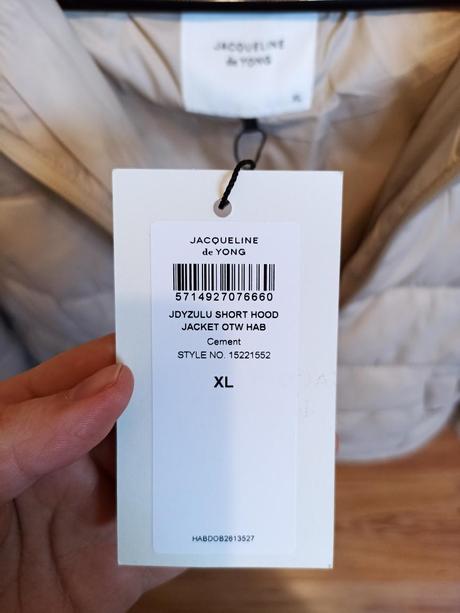 JACQUELINE
de YONG
XL
JACQUELINE
de YONG
5714927076660
JDYZULU SHORT HOOD
JACKET OTW HAB
Cement
STYLE NO. 15221552
XL
HABDOB2613527